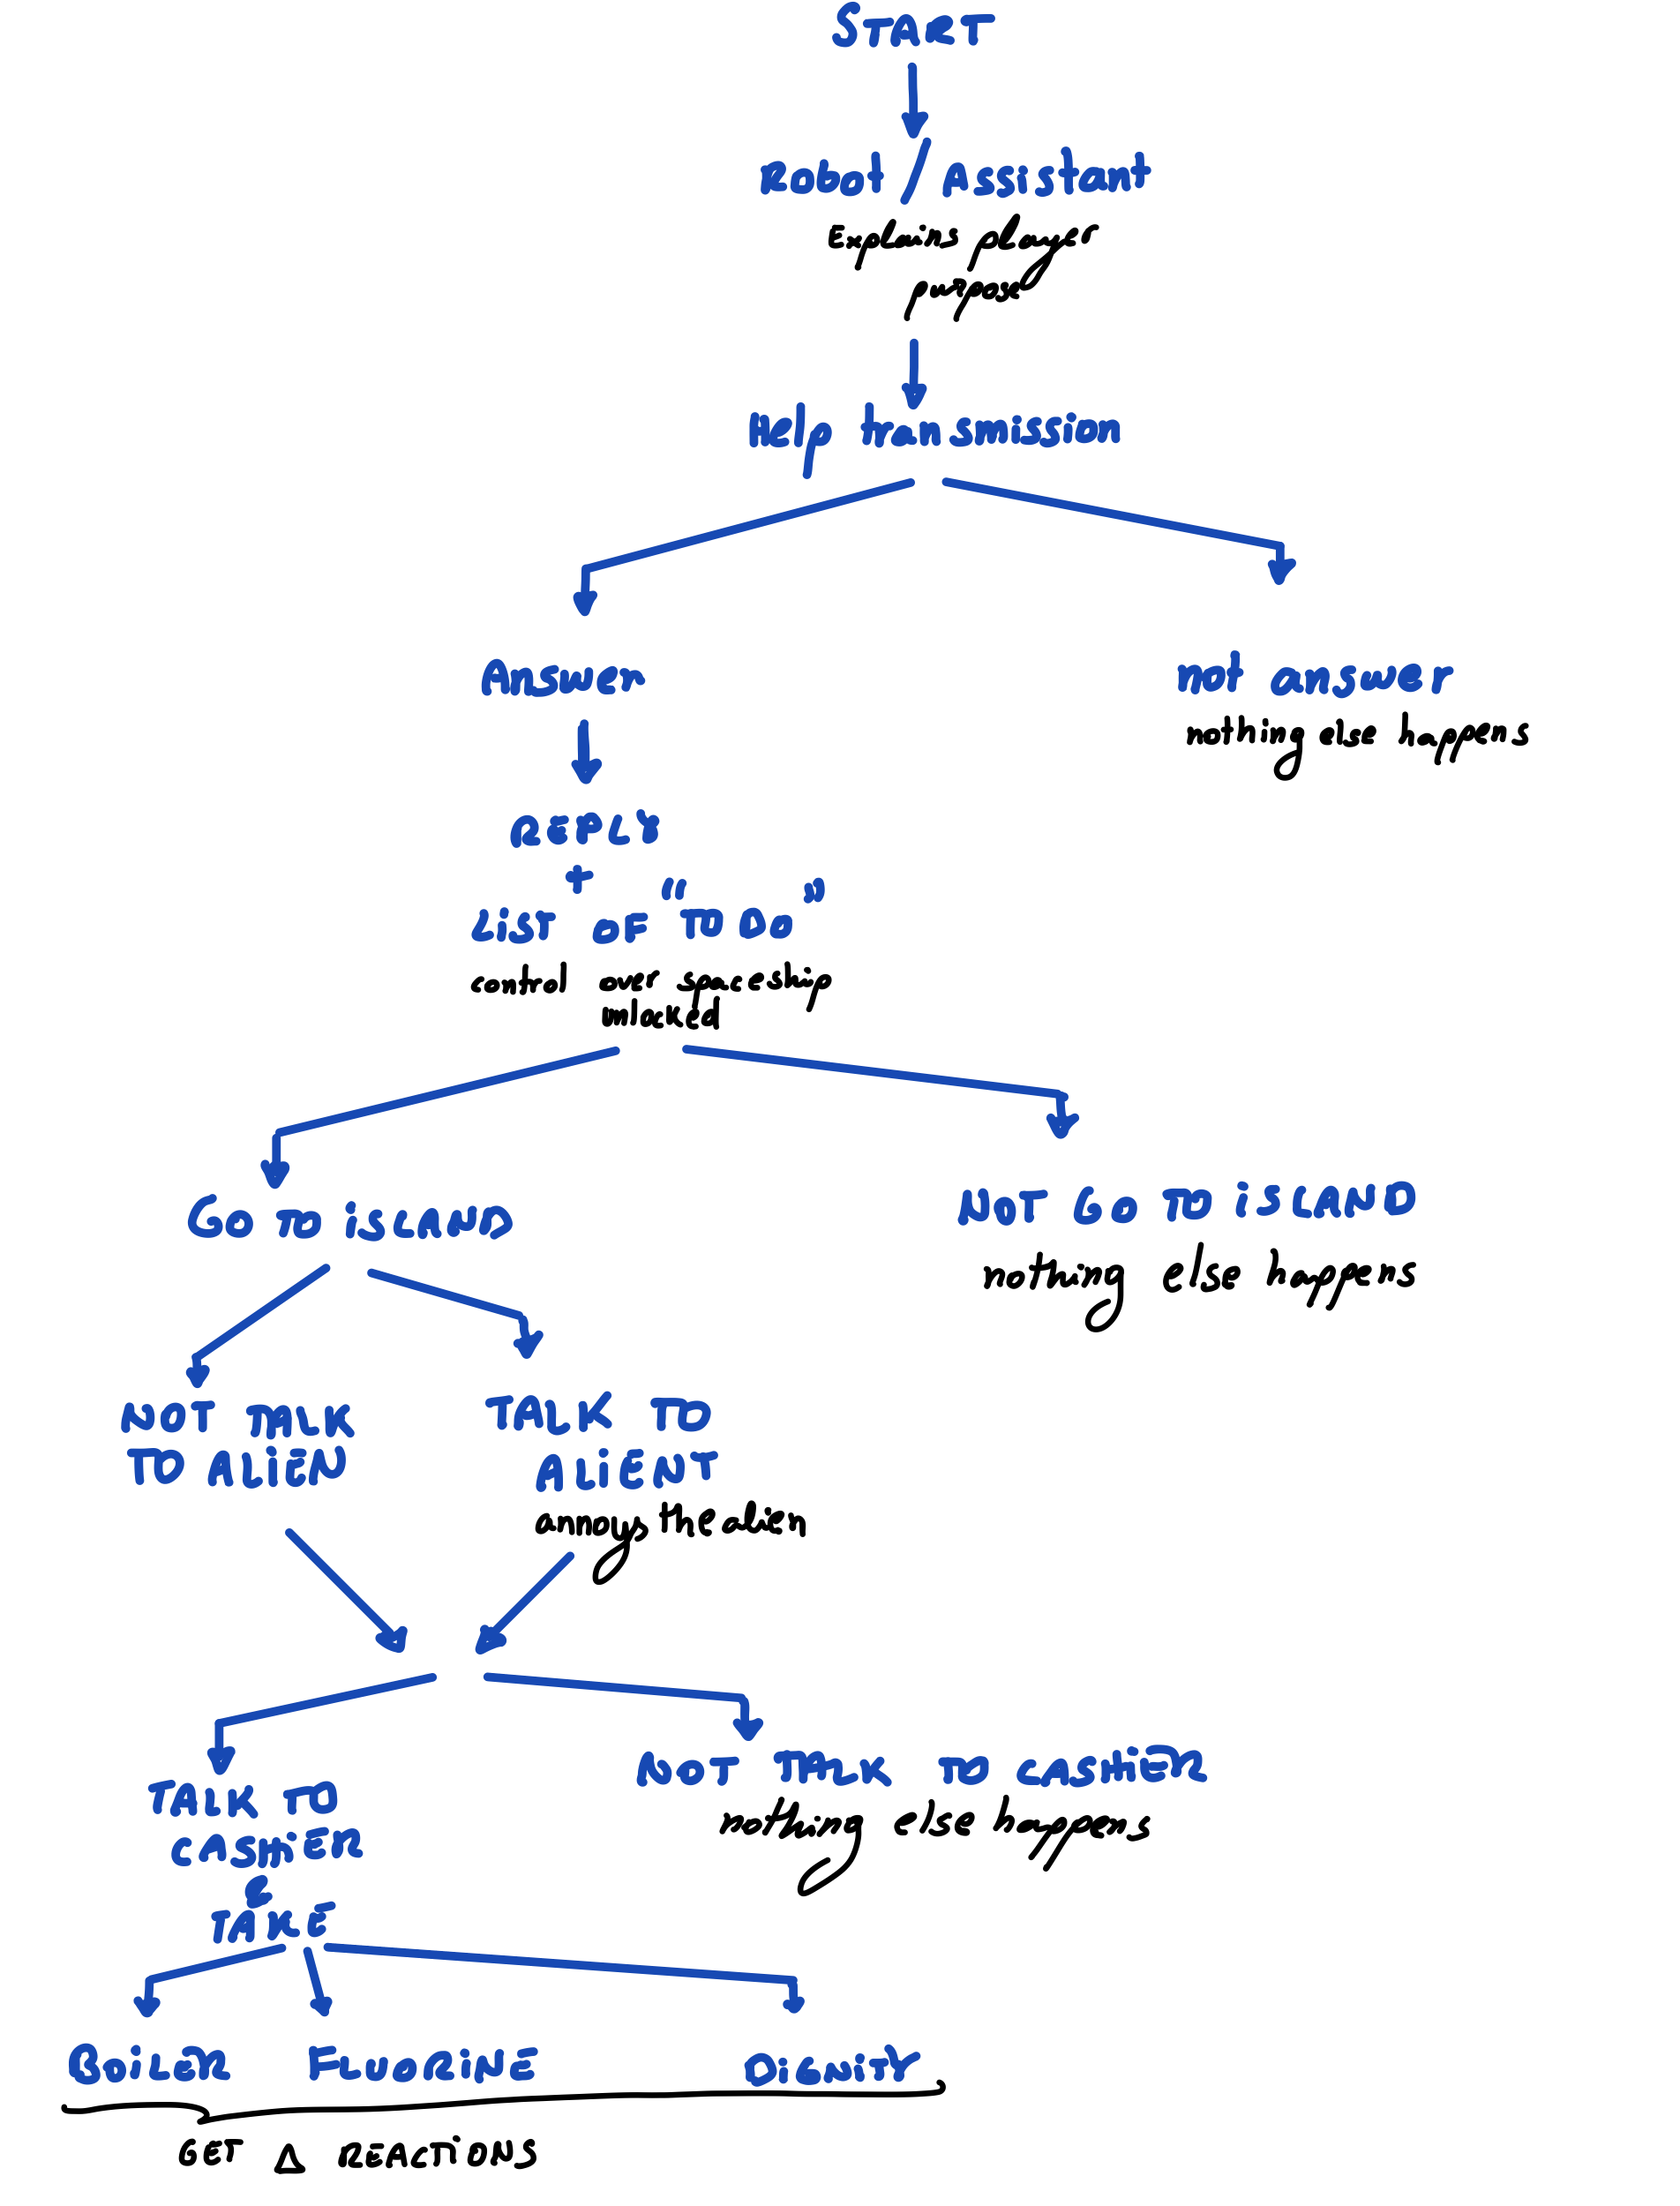 START
Robot / Assistant
Explains player
purpose
Help transmission
Answer
not answer
nothing else happens
REPLY
+
LIST OF "TO DO"
control over spaceship
unlocked
GO TO ISLAND
NOT GO TO ISLAND
nothing else happens
NOT TALK
TO ALIEN
TALK TO
ALIENT
annoys the alien
TALK TO
CASHIER
&
TAKE
NOT TALK TO CASHIER
nothing else happens
BOILER FLUORINE DIGNITY
GET Δ REACTIONS